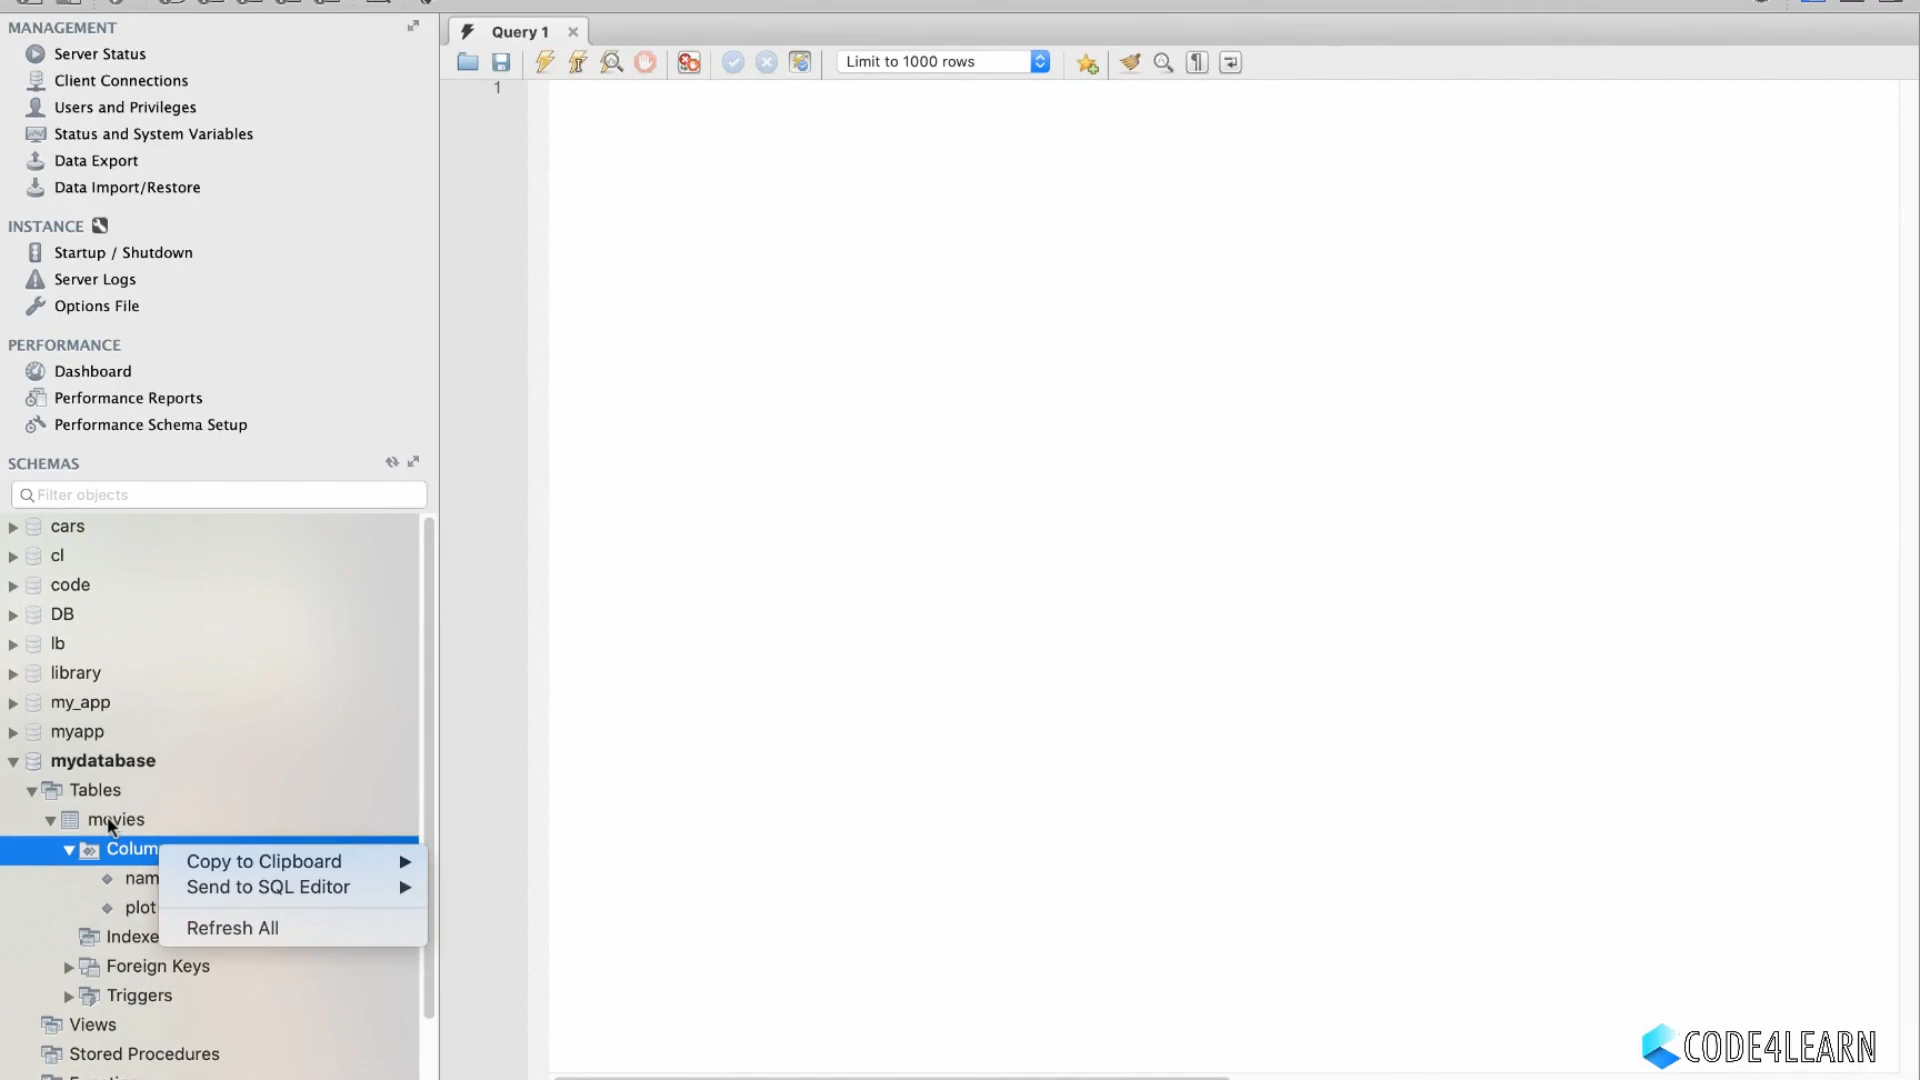 MANAGEMENT
Server Status
Client Connections
Users and Privileges
Status and System Variables
Data Export
Data Import/Restore
INSTANCE
Startup / Shutdown
Server Logs
Options File
PERFORMANCE
Dashboard
Performance Reports
Performance Schema Setup
SCHEMAS
Filter objects
cars
cl
code
DB
lb
library
my_app
myapp
mydatabase
Tables
movies
Colum
nam
plot
Indexe
Foreign Keys
Triggers
Views
Stored Procedures
Copy to Clipboard
Send to SQL Editor
Refresh All
Query 1
Limit to 1000 rows
1
CODE4LEARN